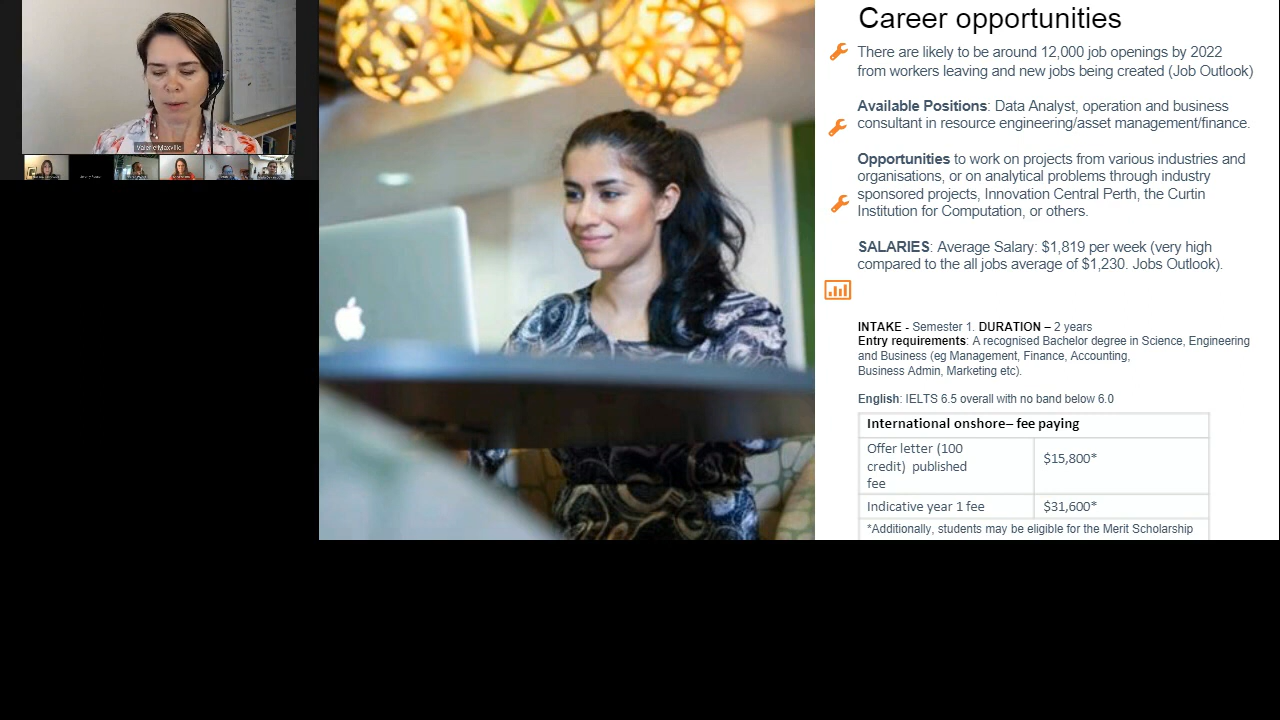 Career opportunities
There are likely to be around 12,000 job openings by 2022
from workers leaving and new jobs being created (Job Outlook)
Available Positions: Data Analyst, operation and business
consultant in resource engineering/asset management/finance.
Opportunities to work on projects from various industries and
organisations, or on analytical problems through industry
sponsored projects, Innovation Central Perth, the Curtin
Institution for Computation, or others.
SALARIES: Average Salary: $1,819 per week (very high
compared to the all jobs average of $1,230. Jobs Outlook).
INTAKE - Semester 1. DURATION – 2 years
Entry requirements: A recognised Bachelor degree in Science, Engineering
and Business (eg Management, Finance, Accounting,
Business Admin, Marketing etc).
English: IELTS 6.5 overall with no band below 6.0
International onshore– fee paying
Offer letter (100
credit) published
fee
$15,800*
Indicative year 1 fee
$31,600*
*Additionally, students may be eligible for the Merit Scholarship
Valerie Maxville